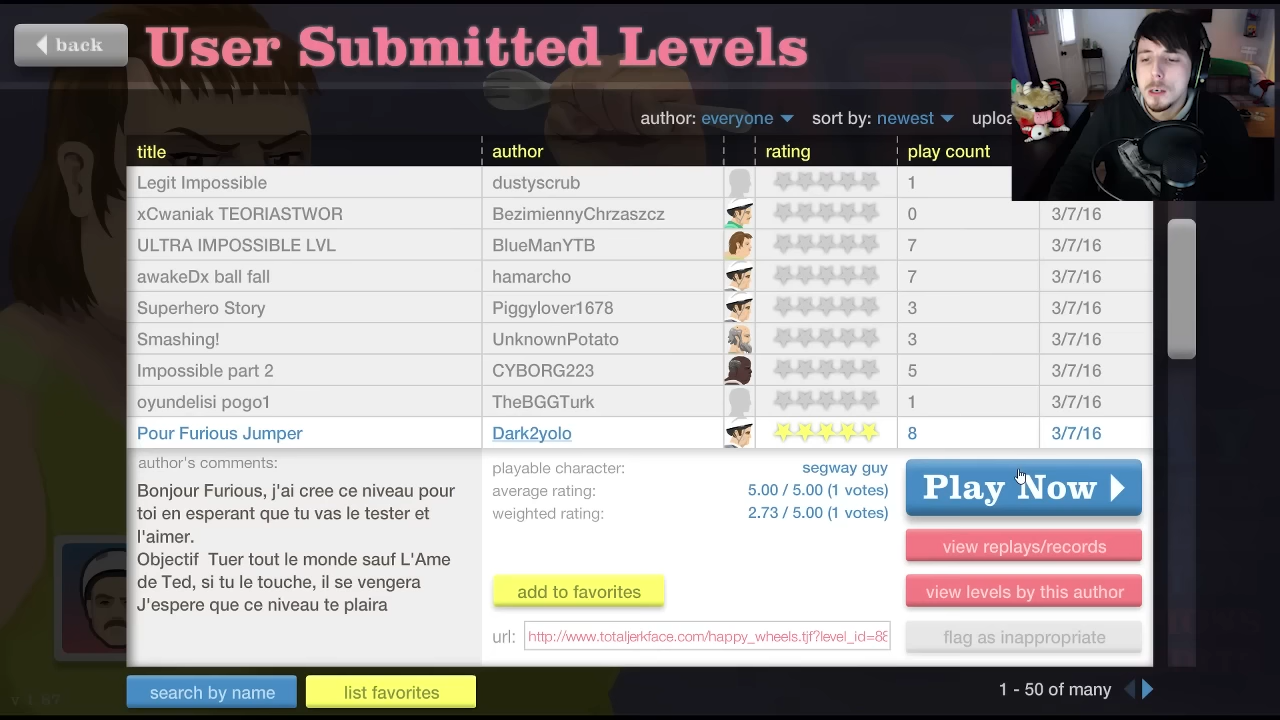 back
User Submitted Levels
author: everyone sort by: newest uploa
title author rating play count
Legit Impossible dustyscrub 1
xCwaniak TEORIASTWOR BezimiennyChrzaszcz 0 3/7/16
ULTRA IMPOSSIBLE LVL BlueManYTB 7 3/7/16
awakeDx ball fall hamarcho 7 3/7/16
Superhero Story Piggylover1678 3 3/7/16
Smashing! UnknownPotato 3 3/7/16
Impossible part 2 CYBORG223 5 3/7/16
oyundelisi pogo1 TheBGGTurk 1 3/7/16
Pour Furious Jumper Dark2yolo 8 3/7/16
author's comments:
Bonjour Furious, j'ai cree ce niveau pour
toi en esperant que tu vas le tester et
l'aimer.
Objectif Tuer tout le monde sauf L'Ame
de Ted, si tu le touche, il se vengera
J'espere que ce niveau te plaira
playable character: segway guy
average rating: 5.00 / 5.00 (1 votes)
weighted rating: 2.73 / 5.00 (1 votes)
add to favorites
url: http://www.totaljerkface.com/happy_wheels.tjf?level_id=88
Play Now
view replays/records
view levels by this author
flag as inappropriate
search by name list favorites 1 - 50 of many